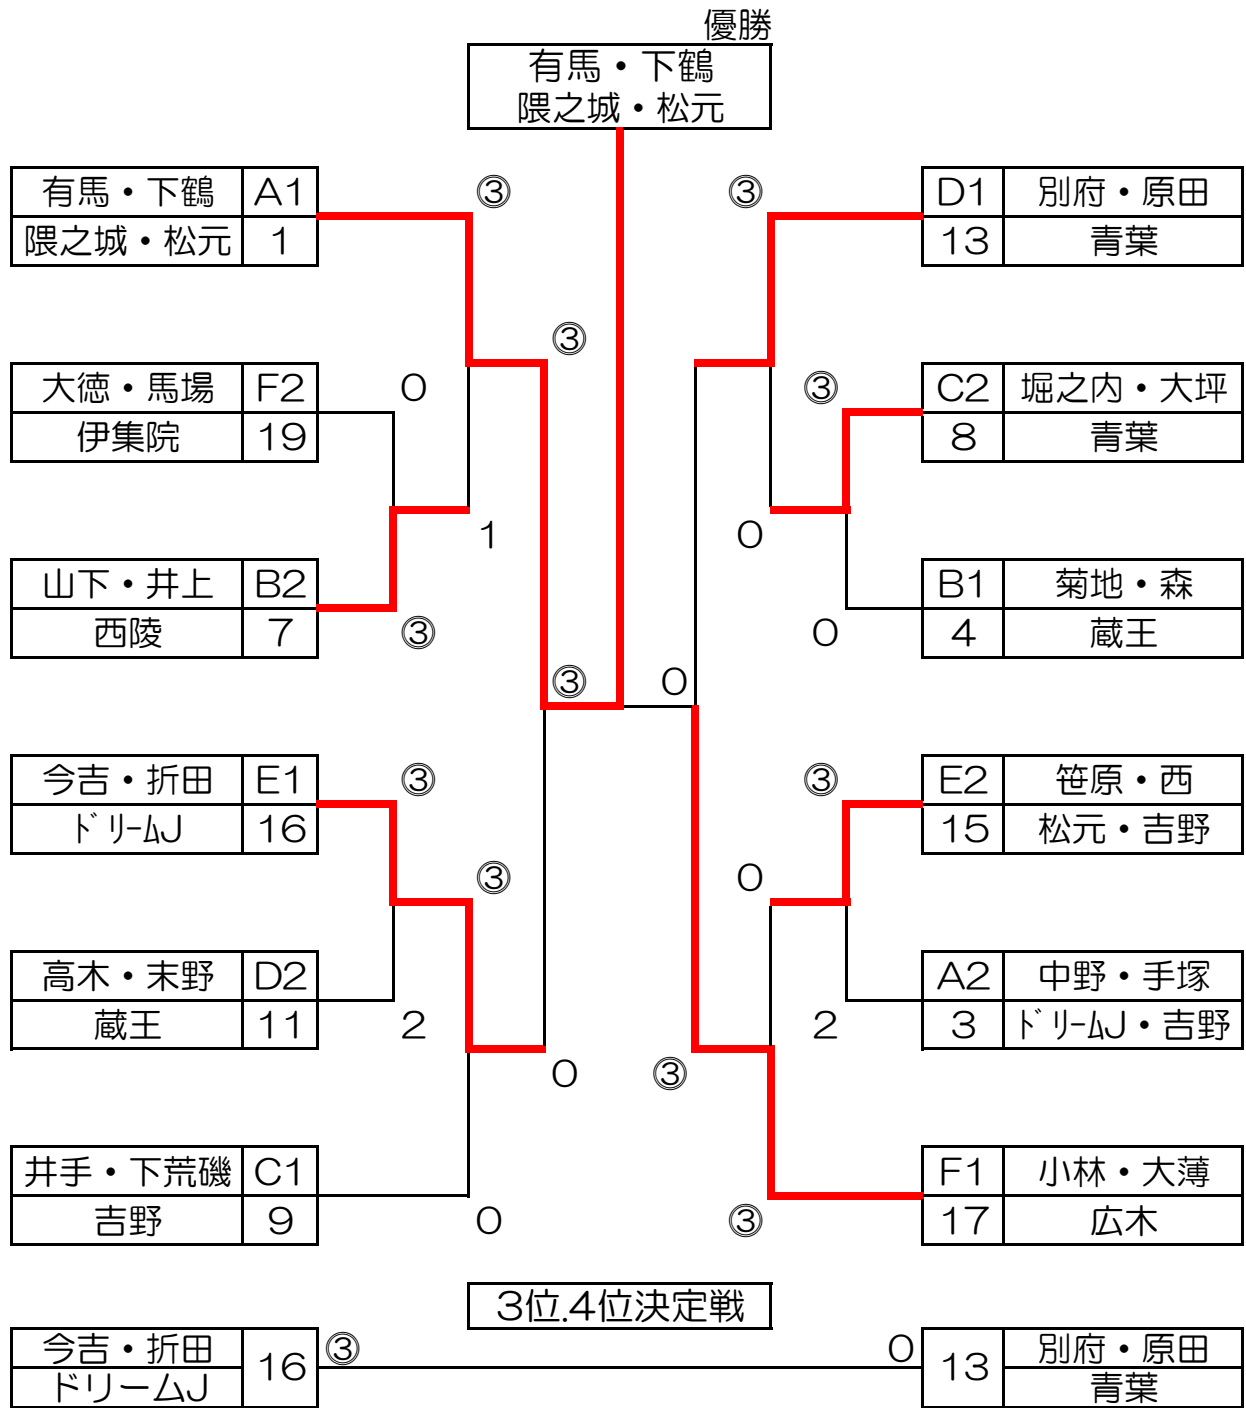 優勝
有馬・下鶴
隈之城・松元
有馬・下鶴 A1 ③ ③ D1 別府・原田
隈之城・松元 1 13 青葉
③
大徳・馬場 F2 0 ③ C2 堀之内・大坪
伊集院 19 8 青葉
1 0
山下・井上 B2 B1 菊地・森
西陵 7 ③ 0 4 蔵王
③ 0
今吉・折田 E1 ③ ③ E2 笹原・西
ドリームJ 16 15 松元・吉野
③ 0
高木・末野 D2 A2 中野・手塚
蔵王 11 2 2 3 ドリームJ・吉野
0 ③
井手・下荒磯 C1 F1 小林・大薄
吉野 9 0 ③ 17 広木
3位.4位決定戦
今吉・折田 16 ③ 0 13 別府・原田
ドリームJ 青葉